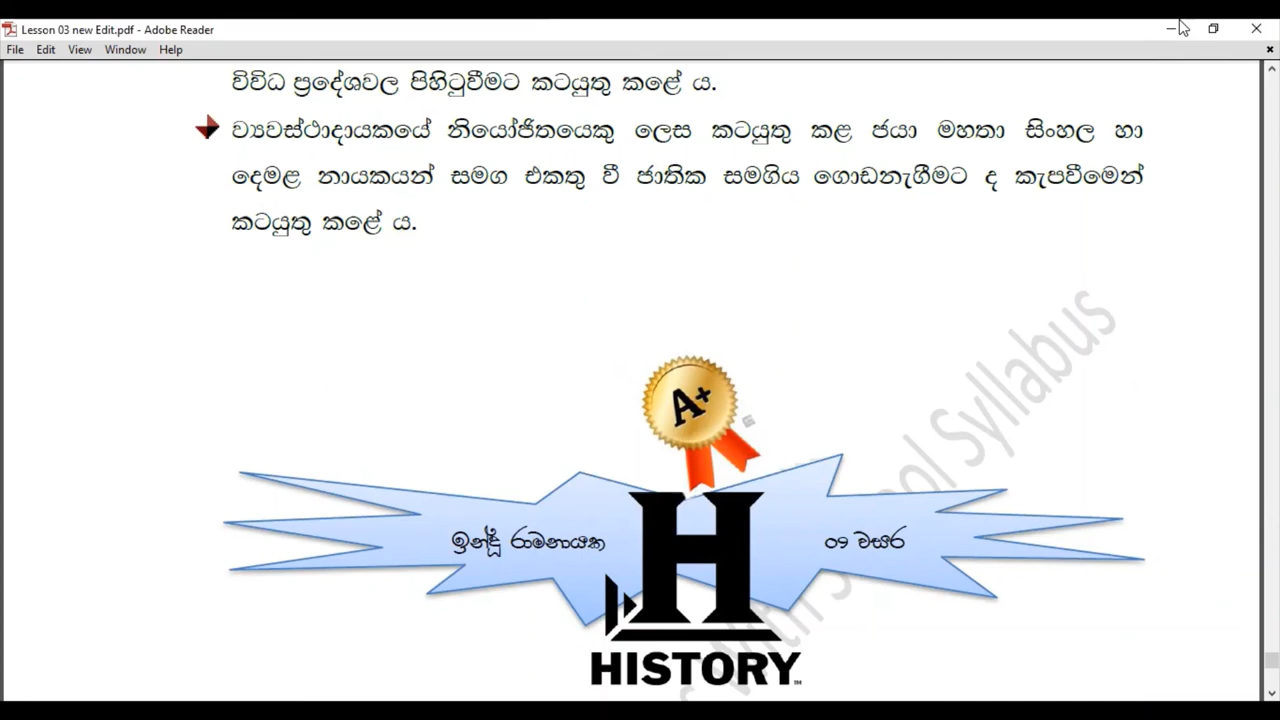 Lesson 03 new Edit.pdf - Adobe Reader
File Edit View Window Help
විවිධ ප්‍රදේශවල පිහිටුවීමට කටයුතු කළේ ය.
ව්‍යවස්ථාදායකයේ නියෝජිතයෙකු ලෙස කටයුතු කළ ජයා මහතා සිංහල හා
දෙමළ නායකයන් සමග එකතු වී ජාතික සමගිය ගොඩනැගීමට ද කැපවීමෙන්
කටයුතු කළේ ය.
A+
ඉන්දූ රාමනායක
09 වසර
H
HISTORY
Syllabus